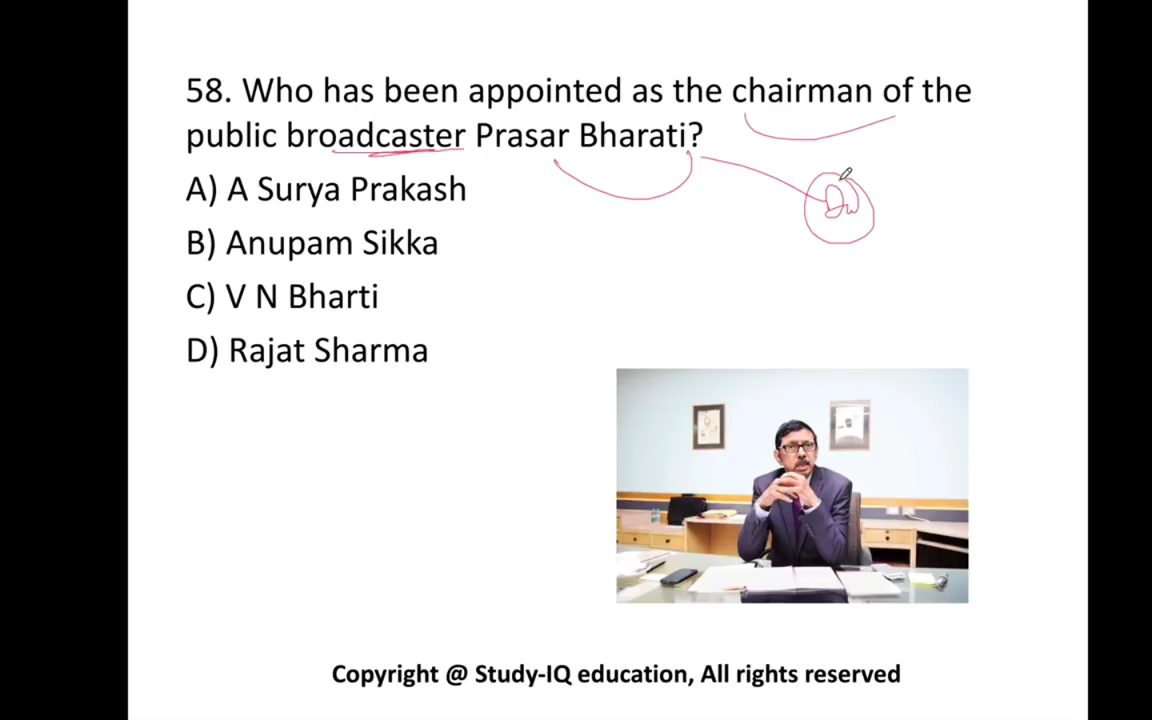 58. Who has been appointed as the chairman of the
public broadcaster Prasar Bharati?
A) A Surya Prakash
B) Anupam Sikka
C) V N Bharti
D) Rajat Sharma
Copyright @ Study-IQ education, All rights reserved